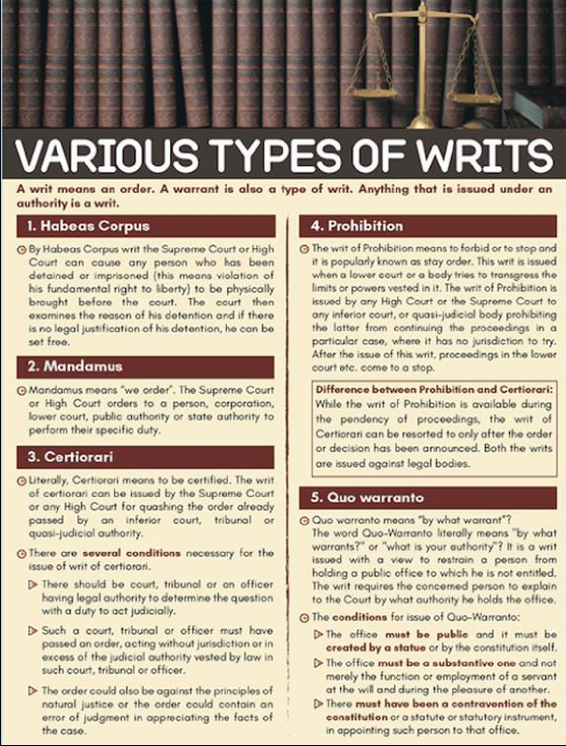 VARIOUS TYPES OF WRITS
A writ means an order. A warrant is also a type of writ. Anything that is issued under an
authority is a writ.
1. Habeas Corpus
By Habeas Corpus writ the Supreme Court or High
Court can cause any person who has been
detained or imprisoned (this means violation of
his fundamental right to liberty) to be physically
brought before the court. The court then
examines the reason of his detention and if there
is no legal justification of his detention, he can be
set free.
2. Mandamus
Mandamus means "we order". The Supreme Court
or High Court orders to a person, corporation,
lower court, public authority or state authority to
perform their specific duty.
3. Certiorari
Literally, Certiorari means to be certified. The writ
of certiorari can be issued by the Supreme Court
or any High Court for quashing the order already
passed by an inferior court, tribunal or
quasi-judicial authority.
There are several conditions necessary for the
issue of writ of certiorari.
There should be court, tribunal or an officer
having legal authority to determine the question
with a duty to act judicially.
Such a court, tribunal or officer must have
passed an order, acting without jurisdiction or in
excess of the judicial authority vested by law in
such court, tribunal or officer.
The order could also be against the principles of
natural justice or the order could contain an
error of judgment in appreciating the facts of
the case.
4. Prohibition
The writ of Prohibition means to forbid or to stop and
it is popularly known as stay order. This writ is issued
when a lower court or a body tries to transgress the
limits or powers vested in it. The writ of Prohibition is
issued by any High Court or the Supreme Court to
any inferior court, or quasi-judicial body prohibiting
the latter from continuing the proceedings in a
particular case, where it has no jurisdiction to try.
After the issue of this writ, proceedings in the lower
court etc. come to a stop.
Difference between Prohibition and Certiorari:
While the writ of Prohibition is available during
the pendency of proceedings, the writ of
Certiorari can be resorted to only after the order
or decision has been announced. Both the writs
are issued against legal bodies.
5. Quo warranto
Quo warranto means "by what warrant"?
The word Quo-Warranto literally means "by what
warrants?" or "what is your authority"? It is a writ
issued with a view to restrain a person from
holding a public office to which he is not entitled.
The writ requires the concerned person to explain
to the Court by what authority he holds the office.
The conditions for issue of Quo-Warranto:
The office must be public and it must be
created by a statue or by the constitution itself.
The office must be a substantive one and not
merely the function or employment of a servant
at the will and during the pleasure of another.
There must have been a contravention of the
constitution or a statute or statutory instrument,
in appointing such person to that office.